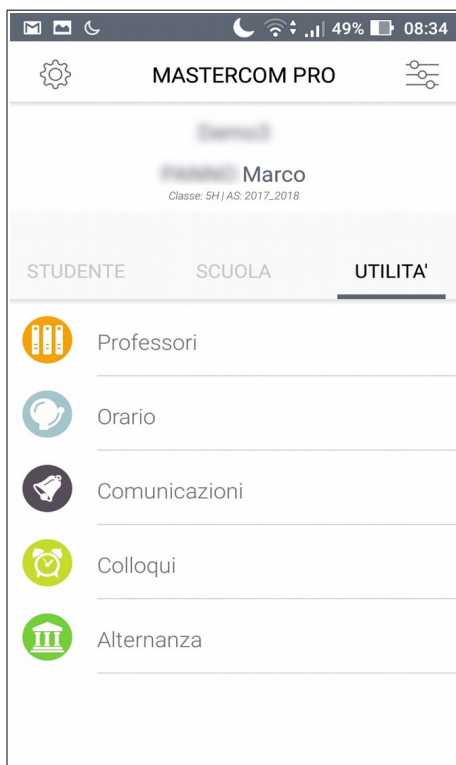 49% 08:34
MASTERCOM PRO
Marco
Classe: 5H | AS: 2017_2018
STUDENTE SCUOLA UTILITA'
Professori
Orario
Comunicazioni
Colloqui
Alternanza